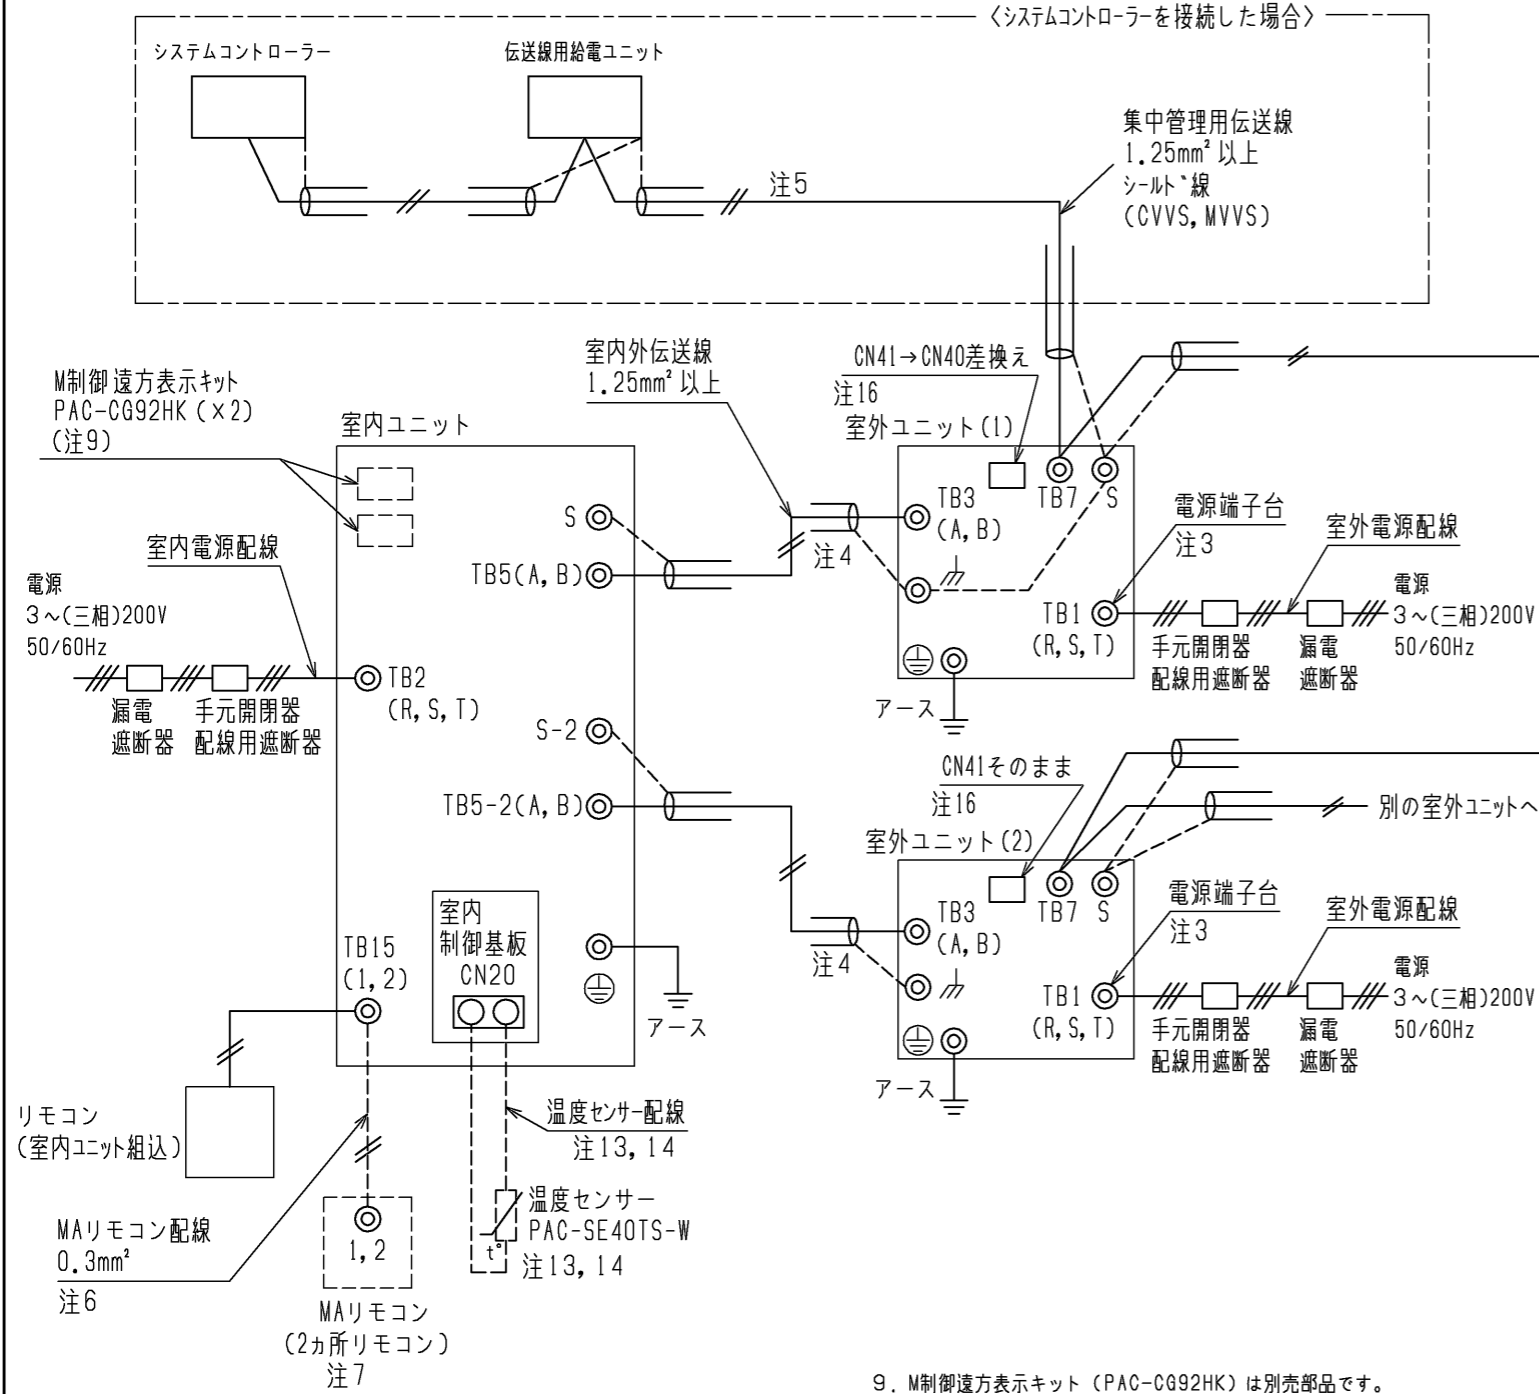 〈システムコントローラーを接続した場合〉
システムコントローラー
伝送線用給電ユニット
集中管理用伝送線
1.25mm²以上
シールド線
(CVVS, MVVS)
注5
室内外伝送線
1.25mm²以上
CN41→CN40差換え
注16
室外ユニット(1)
M制御遠方表示キット
PAC-CG92HK (×2)
(注9)
室内ユニット
S
TB5(A, B)
注4
TB3
(A, B)
TB7
S
電源端子台
注3
室外電源配線
TB1
(R, S, T)
手元開閉器
配線用遮断器
漏電
遮断器
電源
3~(三相)200V
50/60Hz
アース
室内電源配線
電源
3~(三相)200V
50/60Hz
漏電
遮断器
手元開閉器
配線用遮断器
TB2
(R, S, T)
S-2
TB5-2(A, B)
CN41そのまま
注16
室外ユニット(2)
別の室外ユニットへ
注4
TB3
(A, B)
TB7
S
電源端子台
注3
室外電源配線
TB1
(R, S, T)
手元開閉器
配線用遮断器
漏電
遮断器
電源
3~(三相)200V
50/60Hz
アース
TB15
(1, 2)
室内
制御基板
CN20
アース
リモコン
(室内ユニット組込)
温度センサー配線
注13, 14
温度センサー
PAC-SE40TS-W
注13, 14
t°
MAリモコン配線
0.3mm²
注6
1, 2
MAリモコン
(2ヵ所リモコン)
注7
9. M制御遠方表示キット (PAC-CG92HK) は別売部品です。